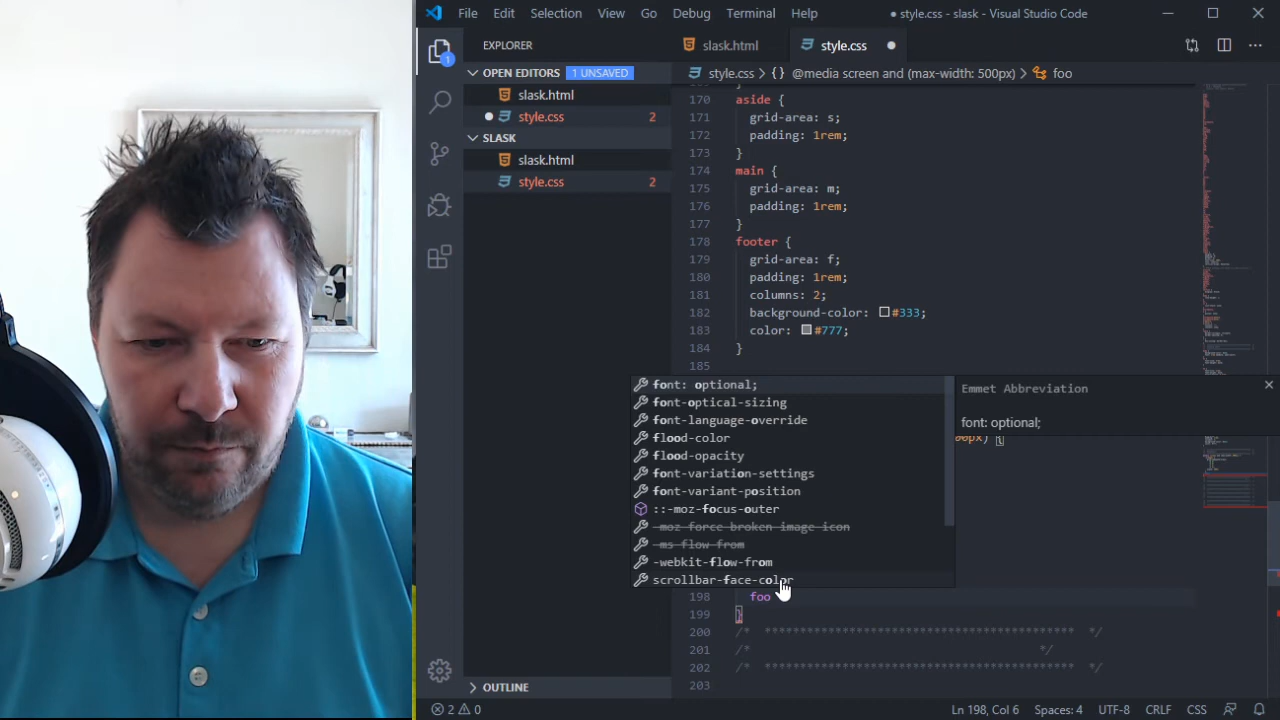 File Edit Selection View Go Debug Terminal Help
● style.css - slask - Visual Studio Code
EXPLORER
slask.html
style.css
OPEN EDITORS
1 UNSAVED
style.css
{} @media screen and (max-width: 500px)
foo
slask.html
style.css 2
SLASK
slask.html
style.css 2
170 aside {
171 grid-area: s;
172 padding: 1rem;
173 }
174 main {
175 grid-area: m;
176 padding: 1rem;
177 }
178 footer {
179 grid-area: f;
180 padding: 1rem;
181 columns: 2;
182 background-color: #333;
183 color: #777;
184 }
185
font: optional;
font-optical-sizing
font-language-override
flood-color
flood-opacity
font-variation-settings
font-variant-position
::-moz-focus-outer
-moz-force-broken-image-icon
-ms-flow-from
-webkit-flow-from
scrollbar-face-color
Emmet Abbreviation
font: optional;
198 foo
199 }
200 /* ***************************************** */
201 /* */
202 /* ***************************************** */
203
OUTLINE
2 0
Ln 198, Col 6 Spaces: 4 UTF-8 CRLF CSS
1